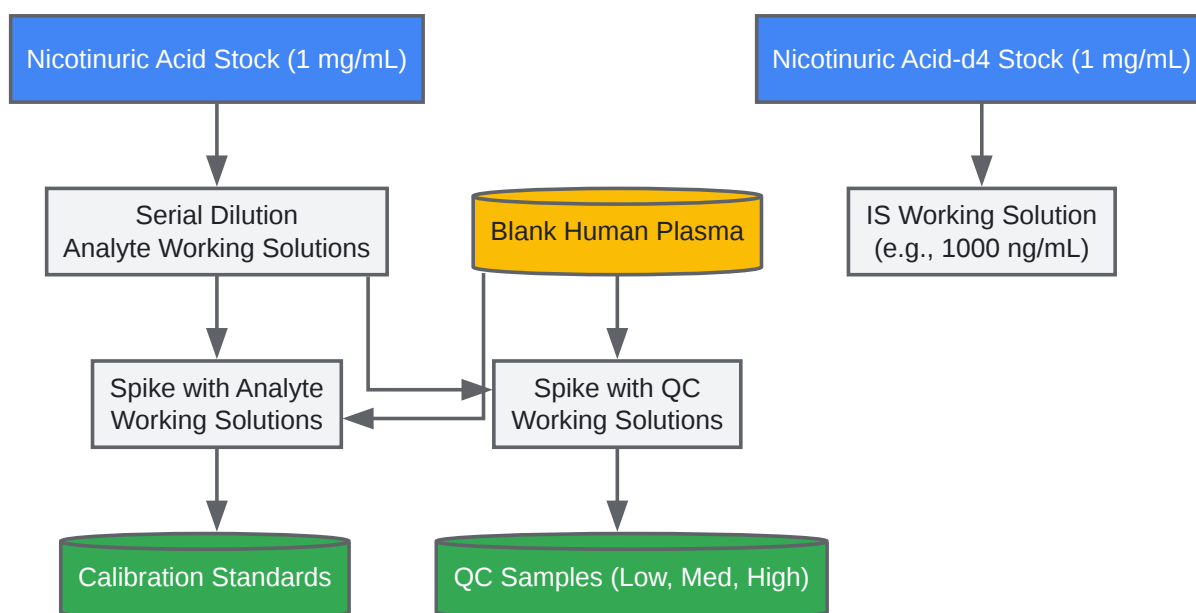 Nicotinuric Acid Stock (1 mg/mL)
Nicotinuric Acid-d4 Stock (1 mg/mL)
Serial Dilution
Analyte Working Solutions
Blank Human Plasma
IS Working Solution
(e.g., 1000 ng/mL)
Spike with Analyte
Working Solutions
Spike with QC
Working Solutions
Calibration Standards
QC Samples (Low, Med, High)